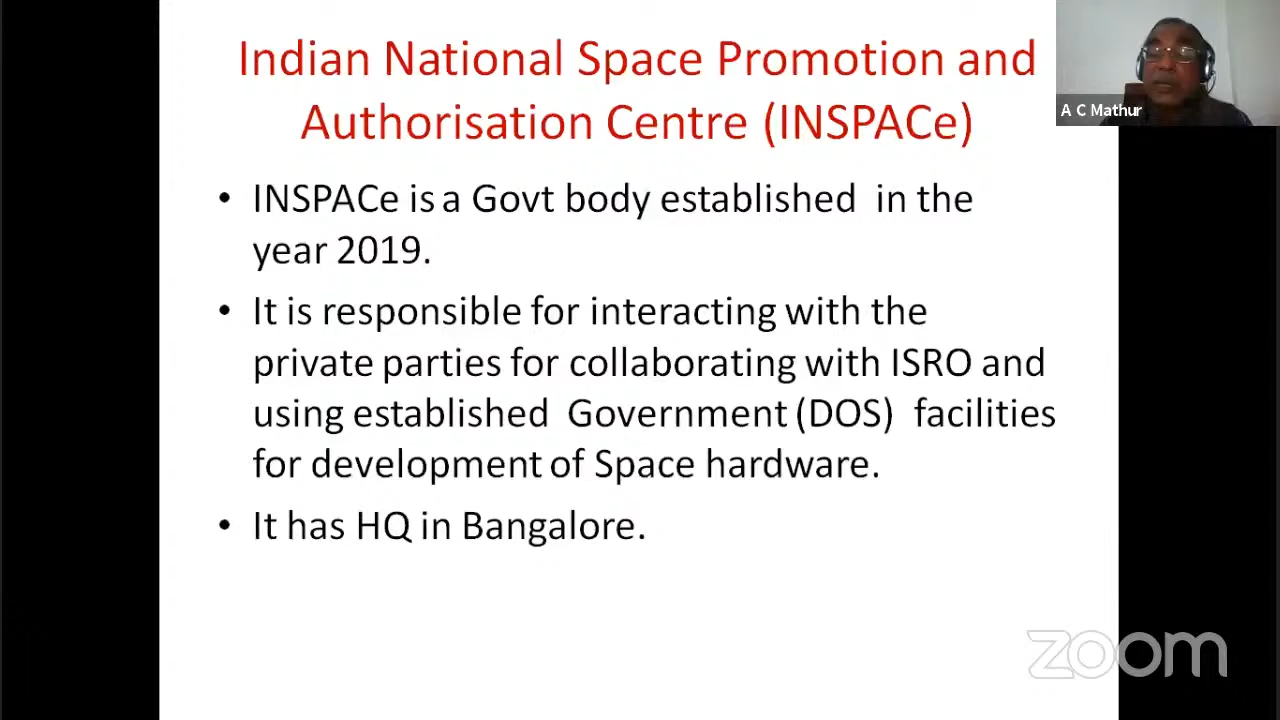 Indian National Space Promotion and
Authorisation Centre (INSPACe)
A C Mathur
• INSPACe is a Govt body established in the
year 2019.
• It is responsible for interacting with the
private parties for collaborating with ISRO and
using established Government (DOS) facilities
for development of Space hardware.
• It has HQ in Bangalore.
zoom